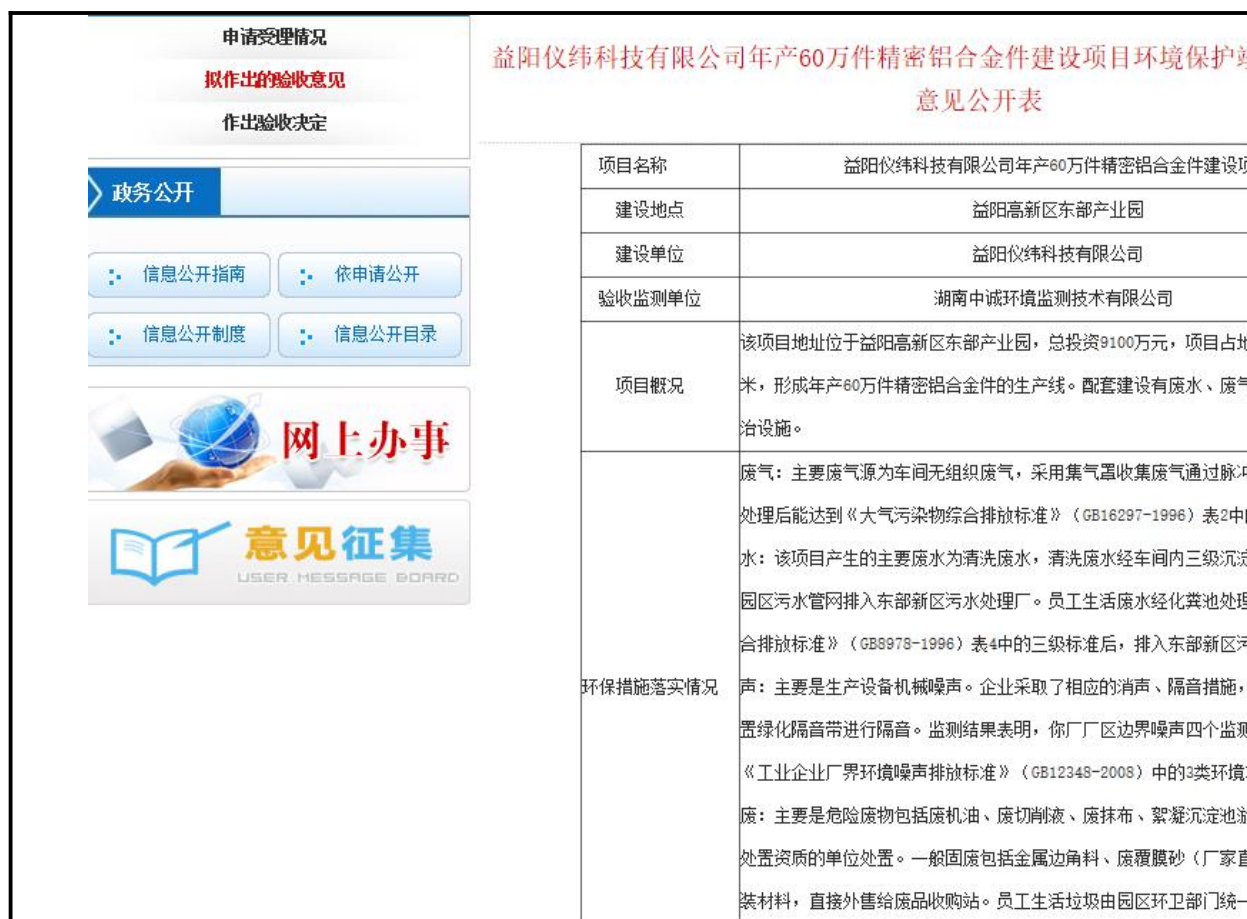 申请受理情况
拟作出的验收意见
作出验收决定
政务公开
信息公开指南
依申请公开
信息公开制度
信息公开目录
网上办事
意见征集
USER MESSAGE BOARD
益阳仪纬科技有限公司年产60万件精密铝合金件建设项目环境保护
意见公开表
项目名称
益阳仪纬科技有限公司年产60万件精密铝合金件建设项
建设地点
益阳高新区东部产业园
建设单位
益阳仪纬科技有限公司
验收监测单位
湖南中诚环境监测技术有限公司
项目概况
该项目地址位于益阳高新区东部产业园，总投资9100万元，项目占地
米，形成年产60万件精密铝合金件的生产线。配套建设有废水、废气
治设施。
环保措施落实情况
废气：主要废气源为车间无组织废气，采用集气罩收集废气通过脉冲
处理后能达到《大气污染物综合排放标准》（GB16297-1996）表2中
水：该项目产生的主要废水为清洗废水，清洗废水经车间内三级沉淀
园区污水管网排入东部新区污水处理厂。员工生活废水经化粪池处理
合排放标准》（GB8978-1996）表4中的三级标准后，排入东部新区污
声：主要是生产设备机械噪声。企业采取了相应的消声、隔音措施，
置绿化隔音带进行隔音。监测结果表明，你厂厂区边界噪声四个监测
《工业企业厂界环境噪声排放标准》（GB12348-2008）中的3类环境
废：主要是危险废物包括废机油、废切削液、废抹布、絮凝沉淀池
处置资质的单位处置。一般固废包括金属边角料、废覆膜砂（厂家直
装材料，直接外售给废品收购站。员工生活垃圾由园区环卫部门统一